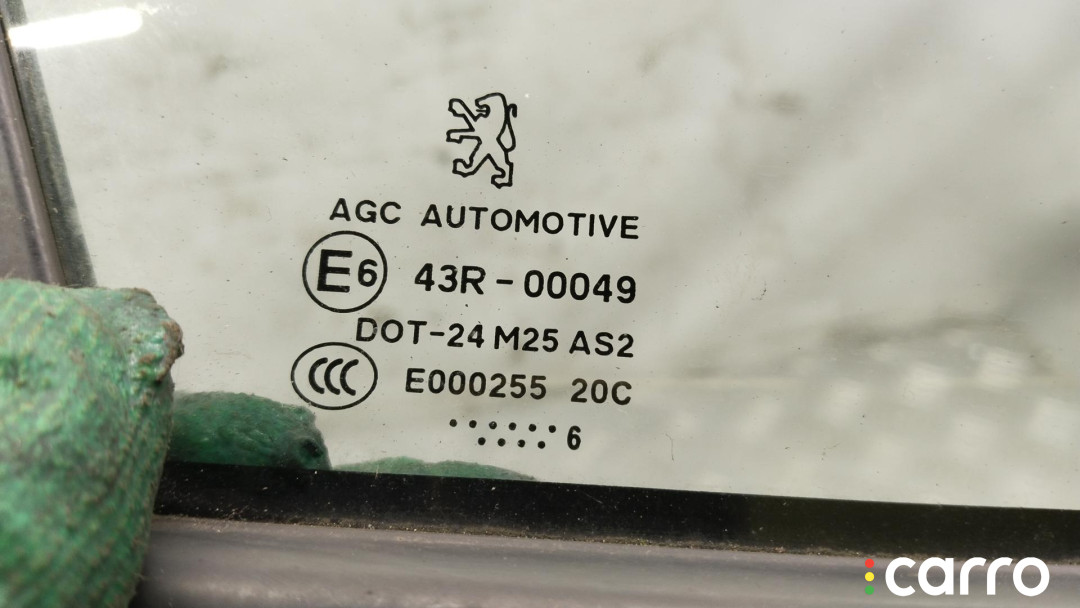 AGC AUTOMOTIVE
E6 43R-00049
DOT-24 M25 AS2
CCC E000255 20C
............ 6
carro